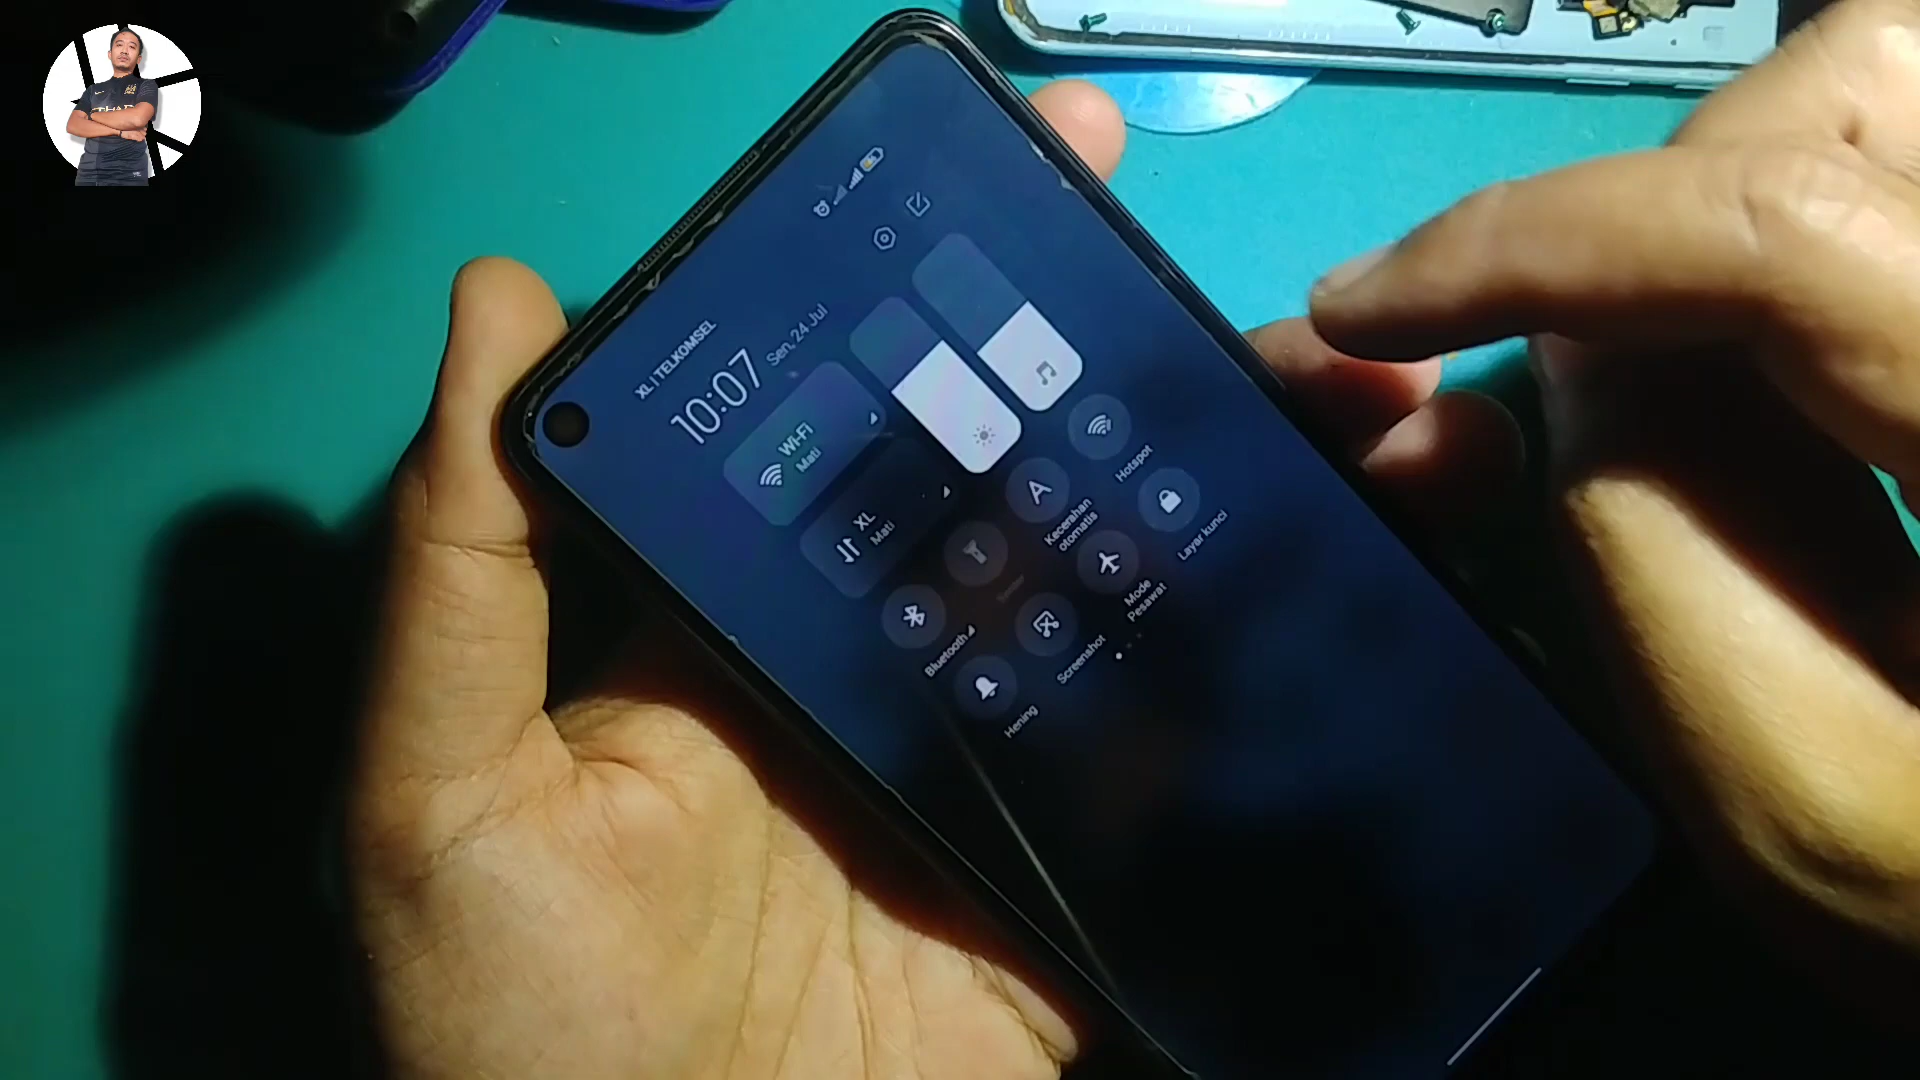 XL | TELKOMSEL
10:07 Sen, 24 Jul
Wi-Fi
Mati
XL
Mati
Bluetooth
Senter
Kecerahan
otomatis
Hotspot
Hening
Screenshot
Mode
Pesawat
Layar kunci
A